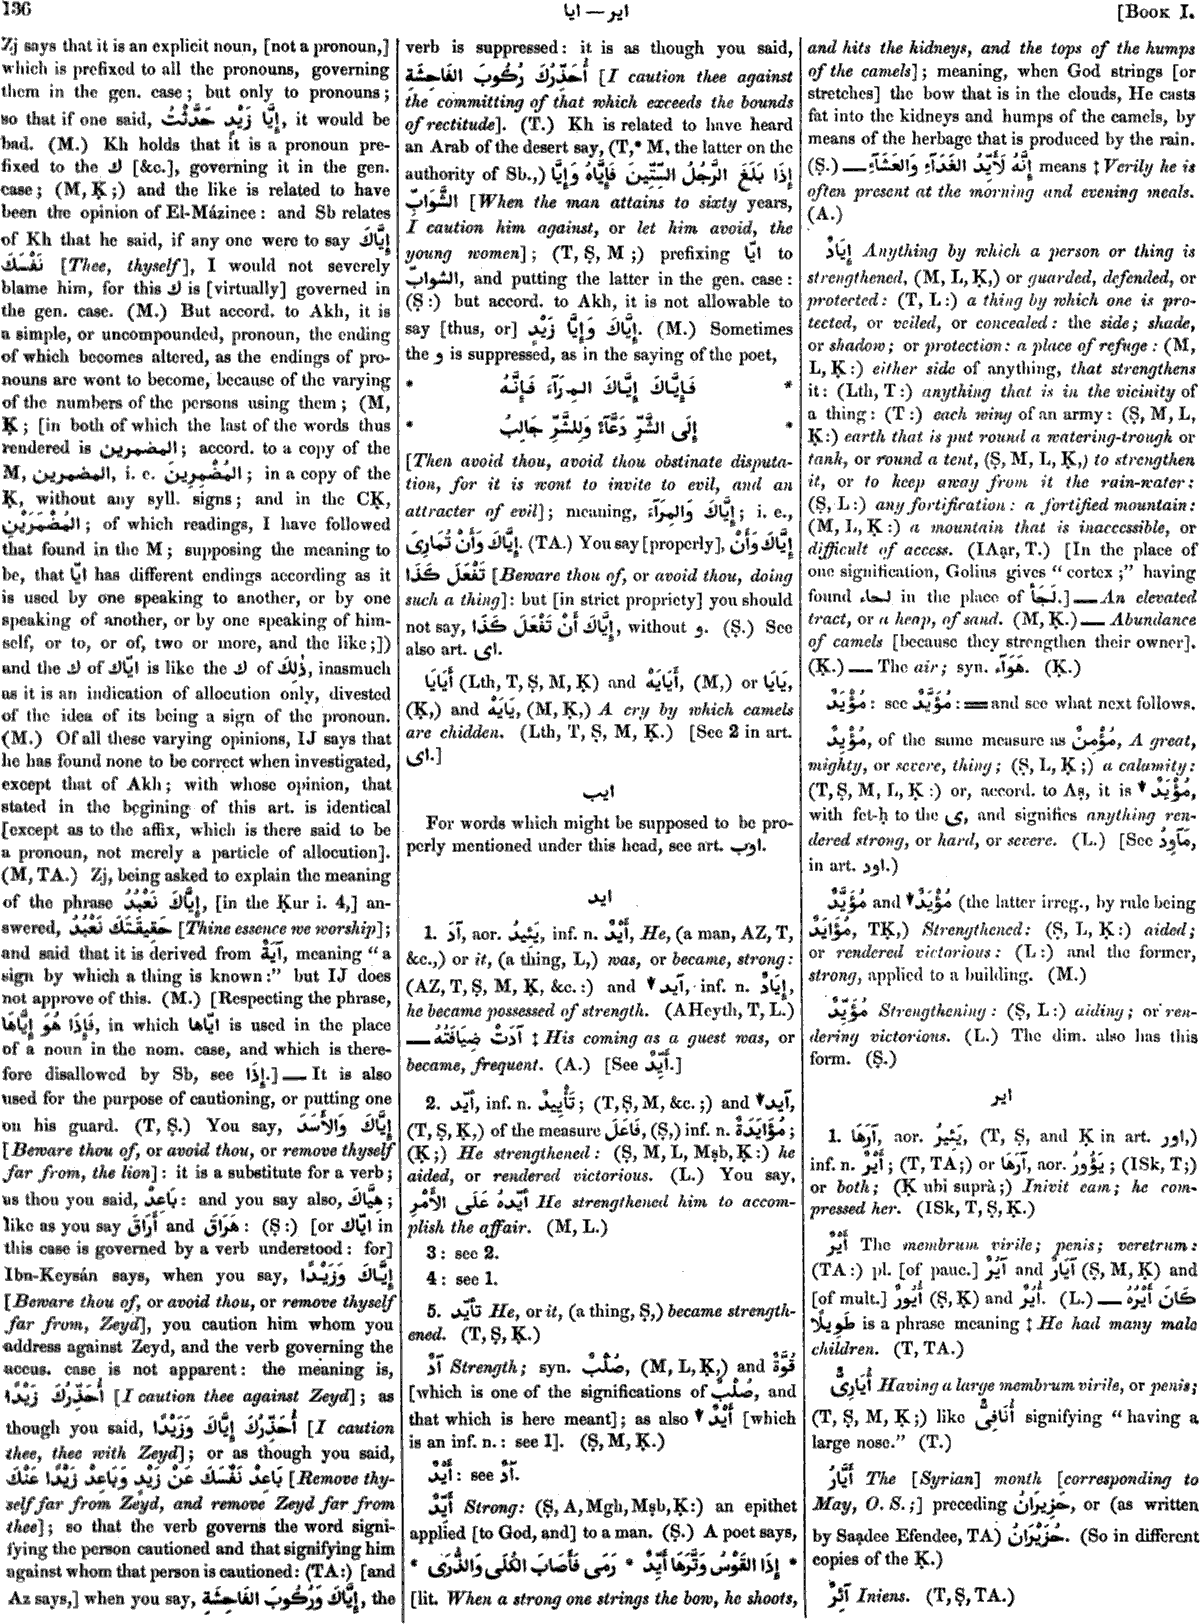 136
ايا — اير
[Book I.
Zj says that it is an explicit noun, [not a pronoun,]
which is prefixed to all the pronouns, governing
them in the gen. case; but only to pronouns;
so that if one said, إِيَّا زَيْدٍ حَدَّثْتُ, it would be
bad. (M.) Kh holds that it is a pronoun pre-
fixed to the ك [&c.], governing it in the gen.
case; (M, Ḳ;) and the like is related to have
been the opinion of El-Mázinee: and Sb relates
of Kh that he said, if any one were to say إِيَّاكَ
نَفْسَكَ [Thee, thyself], I would not severely
blame him, for this ك is [virtually] governed in
the gen. case. (M.) But accord. to Akh, it is
a simple, or uncompounded, pronoun, the ending
of which becomes altered, as the endings of pro-
nouns are wont to become, because of the varying
of the numbers of the persons using them; (M,
Ḳ; [in both of which the last of the words thus
rendered is المضمرين; accord. to a copy of the
M, المضمرين, i. e. المُضْمِرِينَ; in a copy of the
Ḳ, without any syll. signs; and in the CḲ,
المُضْمَرَيْنِ; of which readings, I have followed
that found in the M; supposing the meaning to
be, that ايّا has different endings according as it
is used by one speaking to another, or by one
speaking of another, or by one speaking of him-
self, or to, or of, two or more, and the like;])
and the ك of ايّاك is like the ك of ذٰلِكَ, inasmuch
as it is an indication of allocution only, divested
of the idea of its being a sign of the pronoun.
(M.) Of all these varying opinions, IJ says that
he has found none to be correct when investigated,
except that of Akh; with whose opinion, that
stated in the begining of this art. is identical
[except as to the affix, which is there said to be
a pronoun, not merely a particle of allocution].
(M, TA.) Zj, being asked to explain the meaning
of the phrase إِيَّاكَ نَعْبُدُ, [in the Ḳur i. 4,] an-
swered, حَقِيقَتَكَ نَعْبُدُ [Thine essence we worship];
and said that it is derived from آيَةٌ, meaning "a
sign by which a thing is known:" but IJ does
not approve of this. (M.) [Respecting the phrase,
فَإِذَا هُوَ إِيَّاهَا, in which ايّاها is used in the place
of a noun in the nom. case, and which is there-
fore disallowed by Sb, see إِذَا.] — It is also
used for the purpose of cautioning, or putting one
on his guard. (T, Ṣ.) You say, إِيَّاكَ وَالأَسَدَ
[Beware thou of, or avoid thou, or remove thyself
far from, the lion]: it is a substitute for a verb;
as thou you said, بَاعِدْ: and you say also, هِيَّاكَ;
like as you say أَرَاقَ and هَرَاقَ: (Ṣ:) [or ايّاك in
this case is governed by a verb understood: for]
Ibn-Keysán says, when you say, إِيَّاكَ وَزَيْدًا
[Beware thou of, or avoid thou, or remove thyself
far from, Zeyd], you caution him whom you
address against Zeyd, and the verb governing the
accus. case is not apparent: the meaning is,
أُحَذِّرُكَ زَيْدًا [I caution thee against Zeyd]; as
though you said, أُحَذِّرُكَ إِيَّاكَ وَزَيْدًا [I caution
thee, thee with Zeyd]; or as though you said,
بَاعِدْ نَفْسَكَ عَنْ زَيْدٍ وَبَاعِدْ زَيْدًا عَنْكَ [Remove thy-
self far from Zeyd, and remove Zeyd far from
thee]; so that the verb governs the word signi-
fying the person cautioned and that signifying him
against whom that person is cautioned: (TA:) [and
Az says,] when you say, إِيَّاكَ وَرُكُوبَ الفَاحِشَةِ, the
verb is suppressed: it is as though you said,
أُحَذِّرُكَ رُكُوبَ الفَاحِشَةِ [I caution thee against
the committing of that which exceeds the bounds
of rectitude]. (T.) Kh is related to have heard
an Arab of the desert say, (T,* M, the latter on the
authority of Sb.,) إِذَا بَلَغَ الرَّجُلُ السِّتِّينَ فَإِيَّاهُ وَإِيَّا
الشَّوَابِّ [When the man attains to sixty years,
I caution him against, or let him avoid, the
young women]; (T, Ṣ, M;) prefixing ايّا to
الشوابّ, and putting the latter in the gen. case:
(Ṣ:) but accord. to Akh, it is not allowable to
say [thus, or] إِيَّاكَ وَإِيَّا زَيْدٍ. (M.) Sometimes
the و is suppressed, as in the saying of the poet,
* فَإِيَّاكَ إِيَّاكَ المِرَآءَ فَإِنَّهُ *
* إِلَى الشَّرِّ دَعَّآءٌ وَلِلشَّرِّ جَالِبُ *
[Then avoid thou, avoid thou obstinate disputa-
tion, for it is wont to invite to evil, and an
attracter of evil]; meaning, إِيَّاكَ وَالمِرَآءَ; i. e.,
إِيَّاكَ وَأَنْ تُمَارِىَ. (TA.) You say [properly], إِيَّاكَ وَأَنْ
تَفْعَلَ كَذَا [Beware thou of, or avoid thou, doing
such a thing]: but [in strict propriety] you should
not say, إِيَّاكَ أَنْ تَفْعَلَ كَذَا, without و. (Ṣ.) See
also art. اى.
أَيَايَا (Lth, T, Ṣ, M, Ḳ) and أَيَايَهْ, (M,) or يَايَا,
(Ḳ,) and يَايَهْ, (M, Ḳ,) A cry by which camels
are chidden. (Lth, T, Ṣ, M, Ḳ.) [See 2 in art.
اى.]
ايب
For words which might be supposed to be pro-
perly mentioned under this head, see art. اوب.
ايد
1. آدَ, aor. يَئِيدُ, inf. n. أَيْدٌ, He, (a man, AZ, T,
&c.,) or it, (a thing, L,) was, or became, strong:
(AZ, T, Ṣ, M, Ḳ, &c.:) and ▼آيد, inf. n. إِيَادٌ,
he became possessed of strength. (AHeyth, T, L.)
— آدَتْ ضِيَافَتُهُ ‡ His coming as a guest was, or
became, frequent. (A.) [See أَيِّدٌ.]
2. أيّد, inf. n. تَأْيِيدٌ; (T, Ṣ, M, &c.;) and ▼آيد,
(T, Ṣ, Ḳ,) of the measure فَاعَلَ, (Ṣ,) inf. n. مُؤَايَدَةٌ;
(Ḳ;) He strengthened: (Ṣ, M, L, Mṣb, Ḳ:) he
aided, or rendered victorious. (L.) You say,
أَيّدهُ عَلَى الأَمْرِ He strengthened him to accom-
plish the affair. (M, L.)
3: see 2.
4: see 1.
5. تأيّد He, or it, (a thing, Ṣ,) became strength-
ened. (T, Ṣ, Ḳ.)
آدٌ Strength; syn. صُلْبٌ, (M, L, Ḳ,) and قُوَّةٌ
[which is one of the significations of صُلْبٌ, and
that which is here meant]; as also ▼أَيْدٌ [which
is an inf. n.: see 1]. (Ṣ, M, Ḳ.)
أَيْدٌ: see آدٌ.
أَيِّدٌ Strong: (Ṣ, A, Mgh, Mṣb, Ḳ:) an epithet
applied [to God, and] to a man. (Ṣ.) A poet says,
* إِذَا القَوْسُ وَتَّرَهَا أَيِّدٌ * رَمَى فَأَصَابَ الكُلَى وَالذُّرَى *
[lit. When a strong one strings the bow, he shoots,
and hits the kidneys, and the tops of the humps
of the camels]; meaning, when God strings [or
stretches] the bow that is in the clouds, He casts
fat into the kidneys and humps of the camels, by
means of the herbage that is produced by the rain.
(Ṣ.) — إِنَّهُ لَأَيِّدُ الغَدَآءِ وَالعَشَآءِ means ‡ Verily he is
often present at the morning and evening meals.
(A.)
إِيَادٌ Anything by which a person or thing is
strengthened, (M, L, Ḳ,) or guarded, defended, or
protected: (T, L:) a thing by which one is pro-
tected, or veiled, or concealed: the side; shade,
or shadow; or protection: a place of refuge: (M,
L, Ḳ:) either side of anything, that strengthens
it: (Lth, T:) anything that is in the vicinity of
a thing: (T:) each wing of an army: (Ṣ, M, L,
Ḳ:) earth that is put round a watering-trough or
tank, or round a tent, (Ṣ, M, L, Ḳ,) to strengthen
it, or to keep away from it the rain-water:
(Ṣ, L:) any fortification: a fortified mountain:
(M, L, Ḳ:) a mountain that is inaccessible, or
difficult of access. (IAạr, T.) [In the place of
one signification, Golius gives "cortex;" having
found لحاء in the place of لَجَأ.] — An elevated
tract, or a heap, of sand. (M, Ḳ.) — Abundance
of camels [because they strengthen their owner].
(Ḳ.) — The air; syn. هَوَآء. (Ḳ.)
مُؤْيَدٌ: see مُؤَيَّدٌ: = and see what next follows.
مُؤْيِدٌ, of the same measure as مُؤْمِنٌ, A great,
mighty, or severe, thing; (Ṣ, L, Ḳ;) a calamity:
(T, Ṣ, M, L, Ḳ:) or, accord. to Aṣ, it is ▼مُؤْيَدٌ,
with fet-ḥ to the ى, and signifies anything ren-
dered strong, or hard, or severe. (L.) [See مَآوِدُ,
in art. اود.)
مُؤَيَّدٌ and ▼مُؤْيَدٌ (the latter irreg., by rule being
مُؤَايَدٌ, TḲ,) Strengthened: (Ṣ, L, Ḳ:) aided;
or rendered victorious: (L:) and the former,
strong, applied to a building. (M.)
مُؤَيِّدٌ Strengthening: (Ṣ, L:) aiding; or ren-
dering victorious. (L.) The dim. also has this
form. (Ṣ.)
اير
1. آرَهَا, aor. يَئِيرُ, (T, Ṣ, and Ḳ in art. اور,)
inf. n. أَيْرٌ; (T, TA;) or آرَهَا, aor. يَؤُورُ; (ISk, T;)
or both; (Ḳ ubi suprà;) Inivit eam; he com-
pressed her. (ISk, T, Ṣ, Ḳ.)
أَيْرٌ The membrum virile; penis; veretrum:
(TA:) pl. [of pauc.] آيُرٌ and آيَارٌ (Ṣ, M, Ḳ) and
[of mult.] أُيُورٌ (Ṣ, Ḳ) and أُيُرٌ. (L.) — كَانَ أَيْرُهُ
طَوِيلًا is a phrase meaning ‡ He had many male
children. (T, TA.)
أُيَارِىٌّ Having a large membrum virile, or penis;
(T, Ṣ, M, Ḳ;) like أُنَافِىٌّ signifying "having a
large nose." (T.)
أَيَّارُ The [Syrian] month [corresponding to
May, O. S.;] preceding حَزِيرَانُ, or (as written
by Saạdee Efendee, TA) حُزَيْرَانُ. (So in different
copies of the Ḳ.)
آئِرٌ Iniens. (T, Ṣ, TA.)